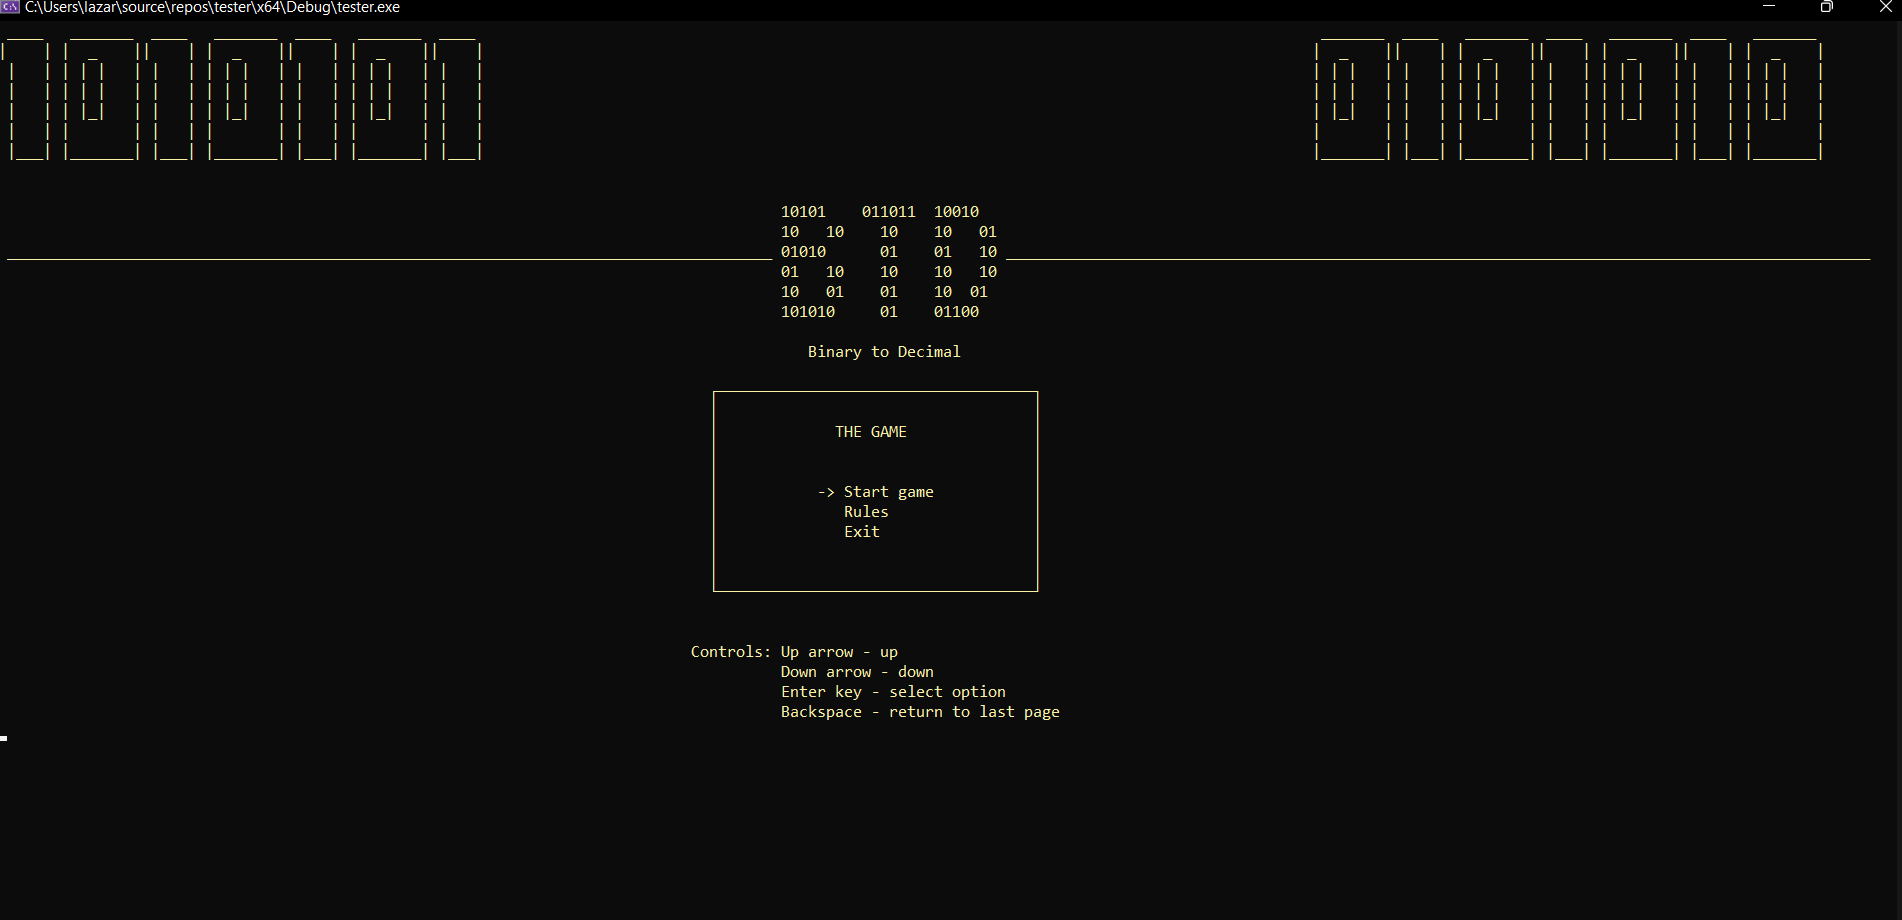 C:\Users\lazar\source\repos\tester\x64\Debug\tester.exe
1010101 0101010
10101    011011  10010
10   10    10    10   01
01010      01    01   10
01   10    10    10   10
10   01    01    10  01
101010     01    01100
Binary to Decimal
THE GAME
-> Start game
Rules
Exit
Controls: Up arrow - up
Down arrow - down
Enter key - select option
Backspace - return to last page